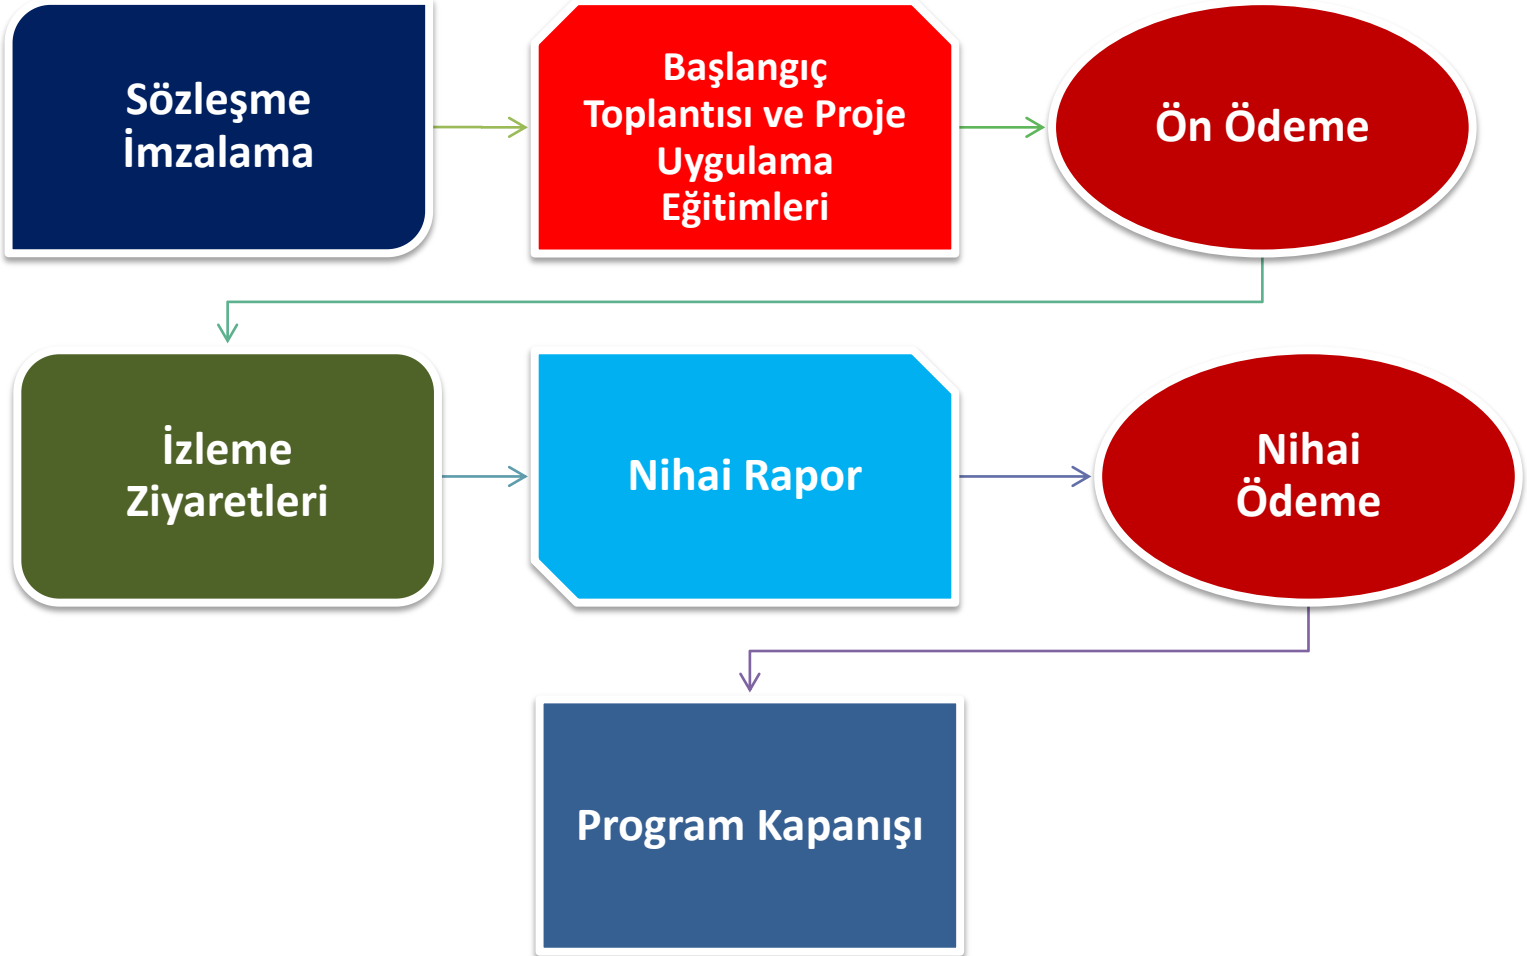 Sözleşme
İmzalama
Başlangıç
Toplantısı ve Proje
Uygulama
Eğitimleri
Ön Ödeme
İzleme
Ziyaretleri
Nihai Rapor
Nihai
Ödeme
Program Kapanışı